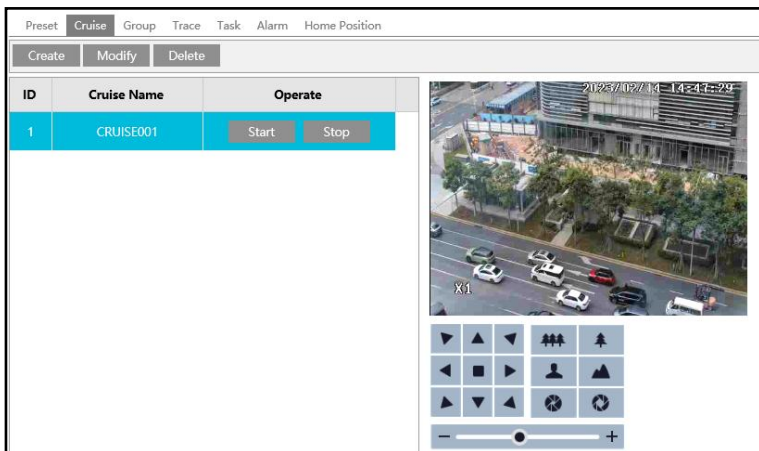 Preset Cruise Group Trace Task Alarm Home Position
Create Modify Delete
ID Cruise Name Operate
1 CRUISE001 Start Stop
2023/02/14 14:47:29
X1